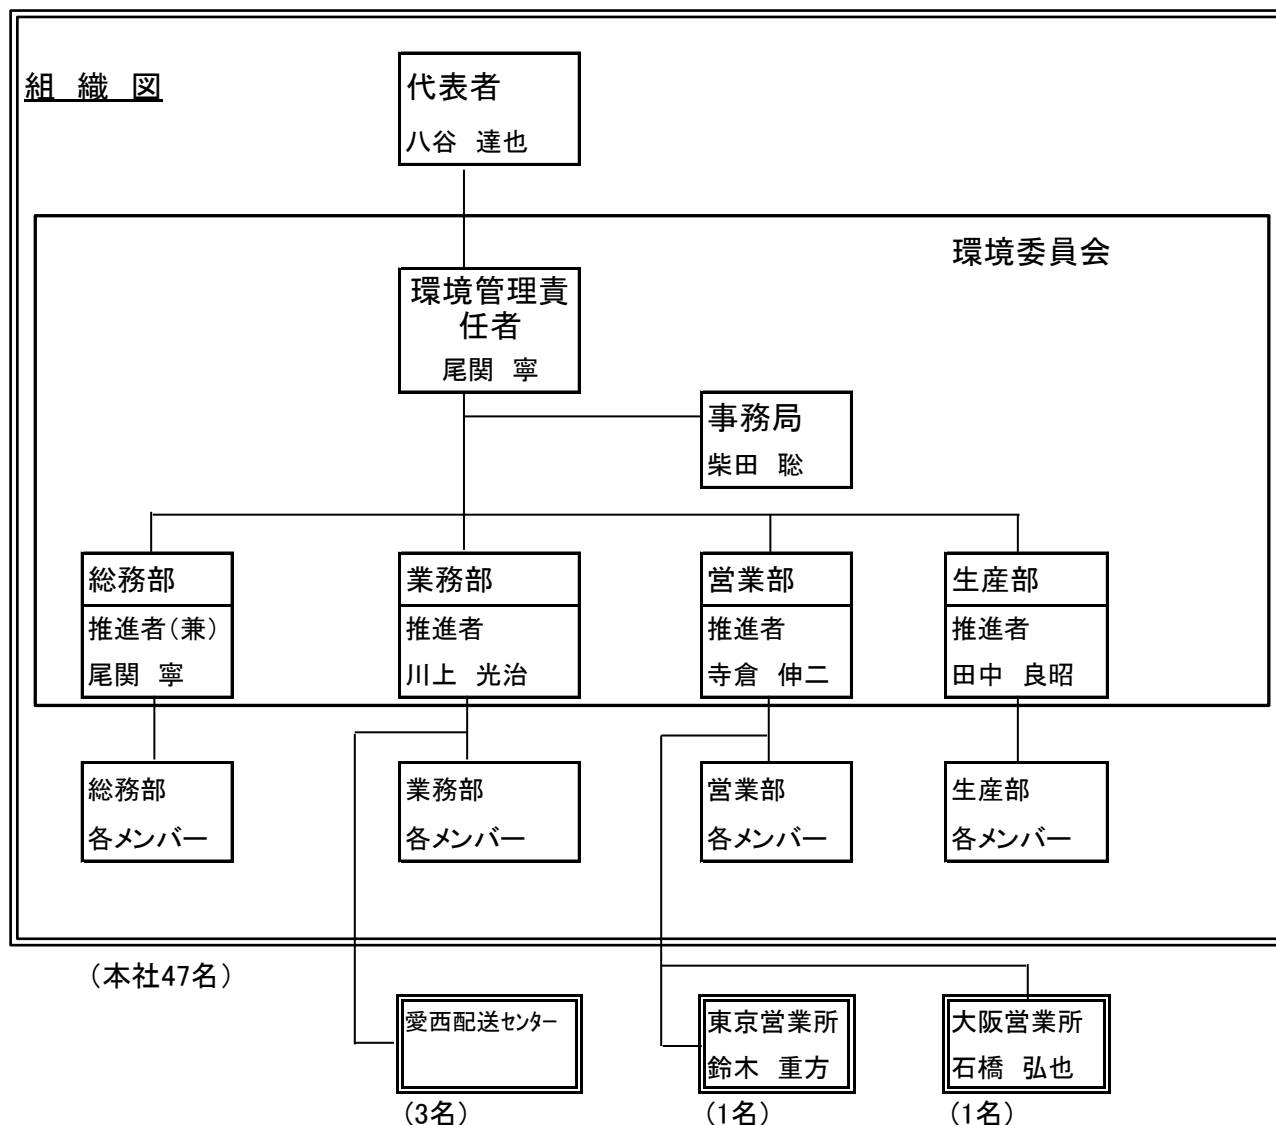 組　織　図
代表者
八谷　達也
環境委員会
環境管理責
任者
尾関　寧
事務局
柴田　聡
総務部
推進者(兼)
尾関　寧
業務部
推進者
川上　光治
営業部
推進者
寺倉　伸二
生産部
推進者
田中　良昭
総務部
各メンバー
業務部
各メンバー
営業部
各メンバー
生産部
各メンバー
(本社47名)
愛西配送ｾﾝﾀｰ
(3名)
東京営業所
鈴木　重方
(1名)
大阪営業所
石橋　弘也
(1名)